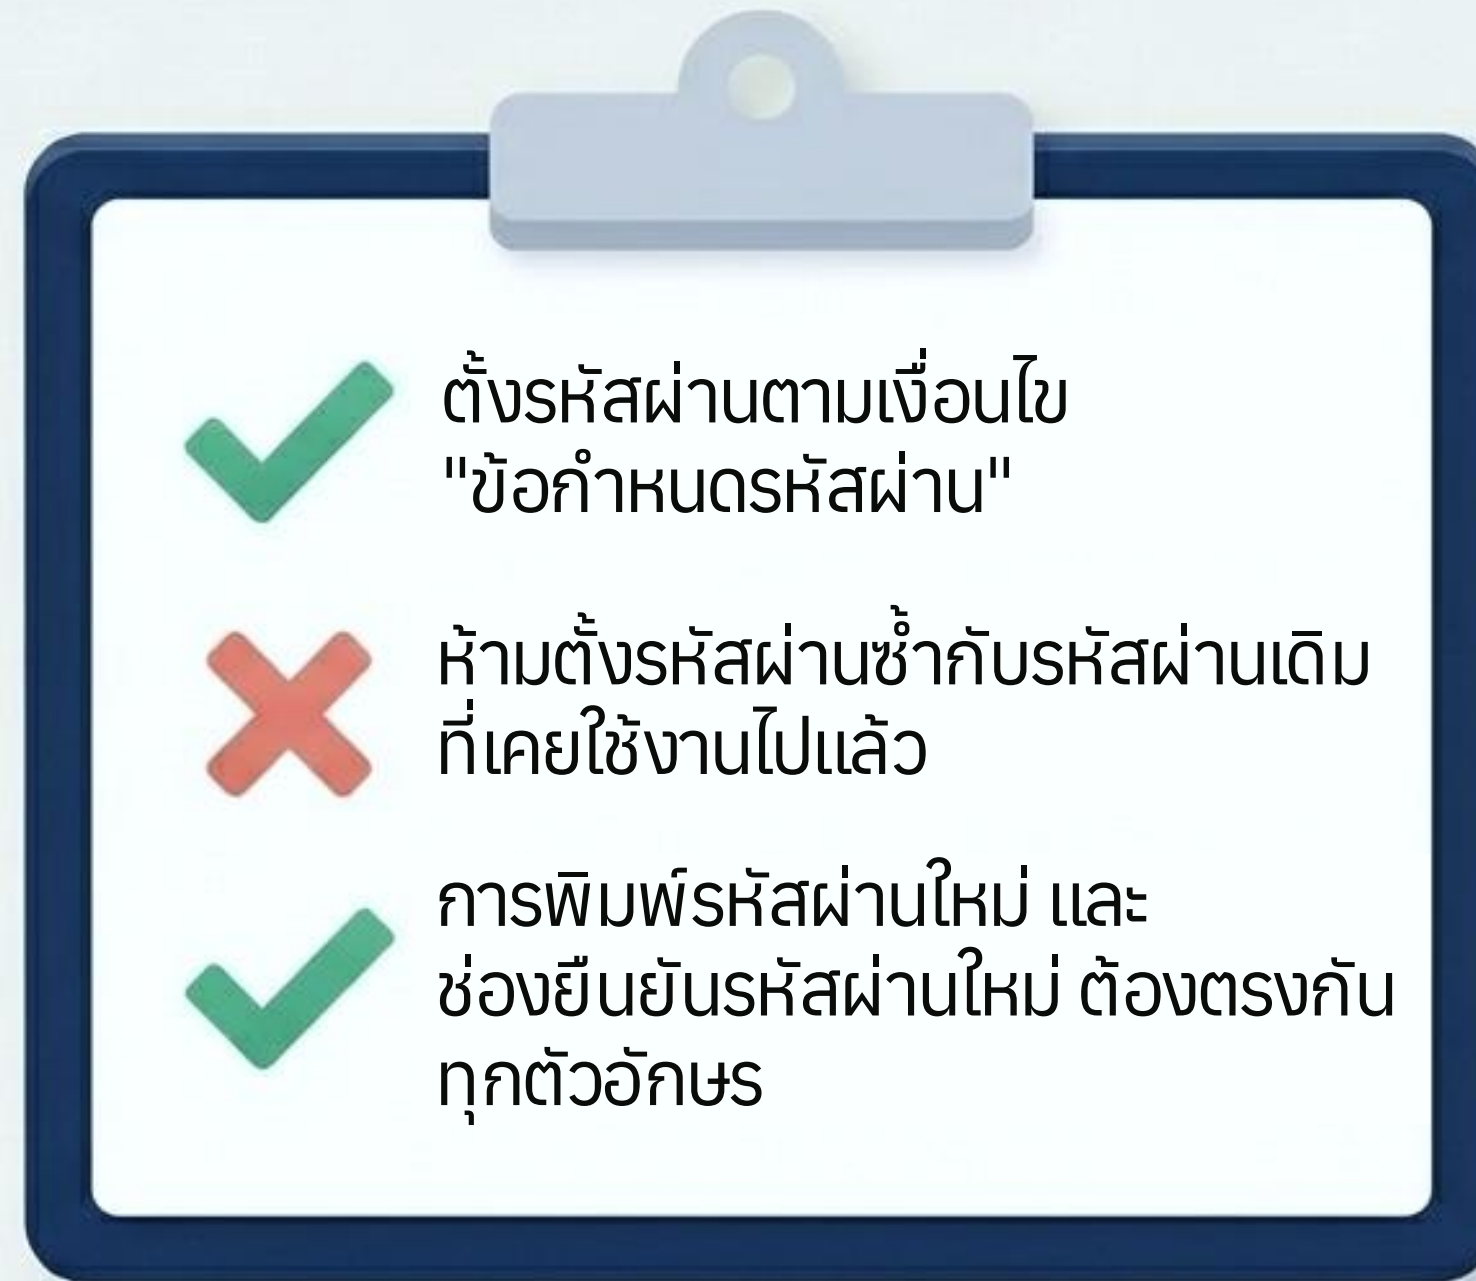 ตั้งรหัสผ่านตามเงื่อนไข
"ข้อกำหนดรหัสผ่าน"
ห้ามตั้งรหัสผ่านซ้ำกับรหัสผ่านเดิม
ที่เคยใช้งานไปแล้ว
การพิมพ์รหัสผ่านใหม่ และ
ช่องยืนยันรหัสผ่านใหม่ ต้องตรงกัน
ทุกตัวอักษร